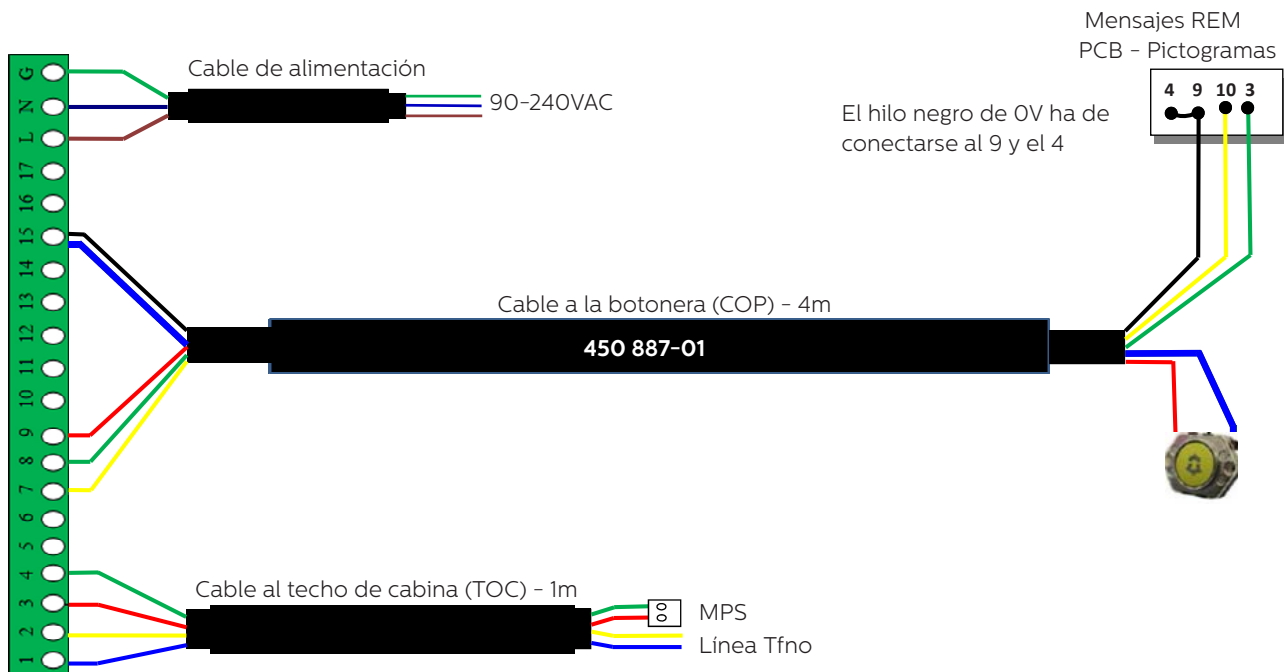 Mensajes REM
PCB - Pictogramas
4 9 10 3
El hilo negro de 0V ha de
conectarse al 9 y el 4
Cable de alimentación
90-240VAC
G
N
L
17
16
15
14
13
12
11
10
9
8
7
6
5
4
3
2
1
Cable a la botonera (COP) - 4m
450 887-01
Cable al techo de cabina (TOC) - 1m
MPS
Línea Tfno